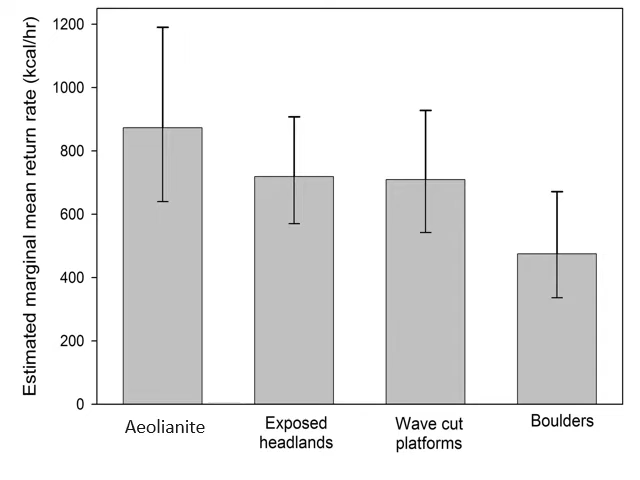 Estimated marginal mean return rate (kcal/hr)
1200
1000
800
600
400
200
0
Aeolianite
Exposed
headlands
Wave cut
platforms
Boulders